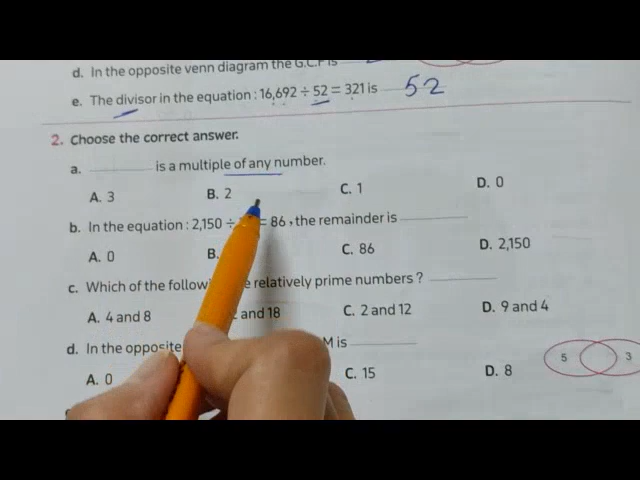 d. In the opposite venn diagram the G.C.F is
e. The divisor in the equation : 16,692 ÷ 52 = 321 is 52
2. Choose the correct answer.
a. is a multiple of any number.
A. 3 B. 2 C. 1 D. 0
b. In the equation : 2,150 ÷ = 86 , the remainder is
A. 0 B. C. 86 D. 2,150
c. Which of the relatively prime numbers ?
A. 4 and 8 and 18 C. 2 and 12 D. 9 and 4
d. In the opposite is
A. 0 C. 15 D. 8
5 3